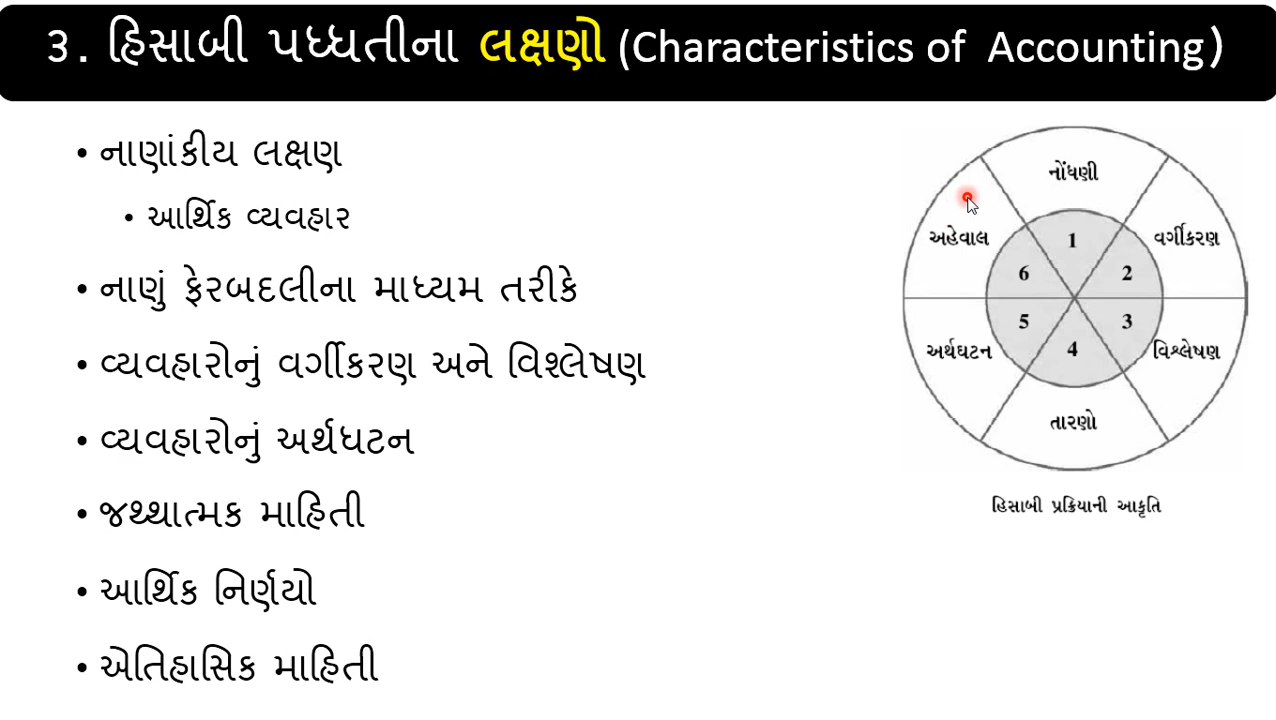 ૩. હિસાબી પધ્ધતીના લક્ષણો (Characteristics of Accounting)
• નાણાંકીય લક્ષણ
• આર્થિક વ્યવહાર
• નાણું ફેરબદલીના માધ્યમ તરીકે
• વ્યવહારોનું વર્ગીકરણ અને વિશ્લેષણ
• વ્યવહારોનું અર્થઘટન
• જથ્થાત્મક માહિતી
• આર્થિક નિર્ણયો
• ઐતિહાસિક માહિતી
નોંધણી
વર્ગીકરણ
વિશ્લેષણ
તારણો
અર્થઘટન
અહેવાલ
1
2
3
4
5
6
હિસાબી પ્રક્રિયાની આકૃતિ